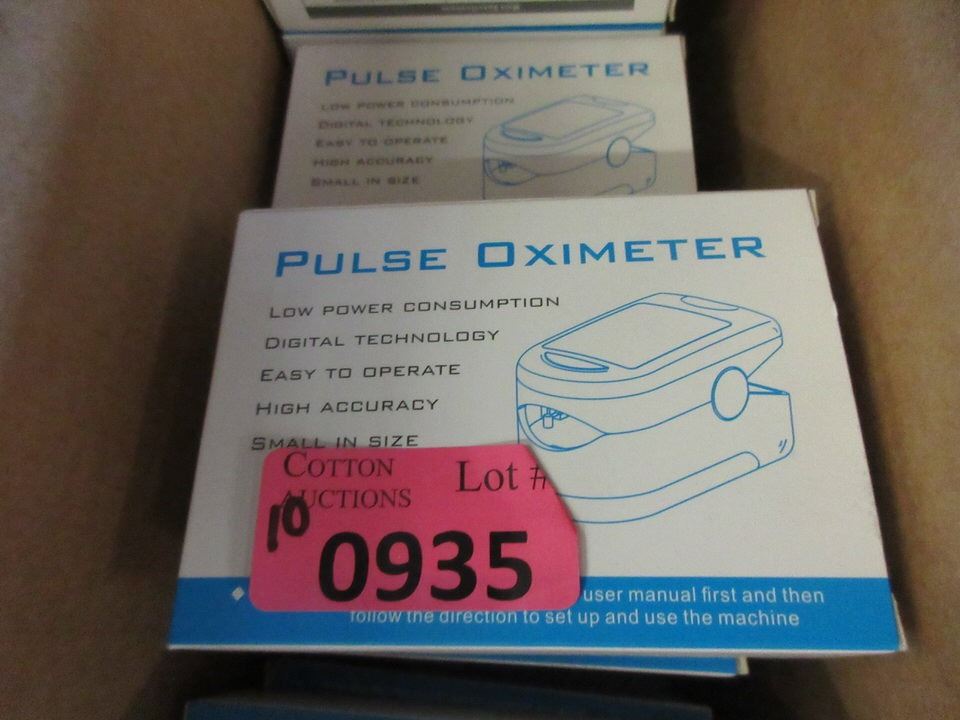 PULSE OXIMETER
LOW POWER CONSUMPTION
DIGITAL TECHNOLOGY
EASY TO OPERATE
HIGH ACCURACY
SMALL IN SIZE
PULSE OXIMETER
LOW POWER CONSUMPTION
DIGITAL TECHNOLOGY
EASY TO OPERATE
HIGH ACCURACY
SMALL IN SIZE
COTTON
AUCTIONS
Lot #
10
0935
user manual first and then
follow the direction to set up and use the machine